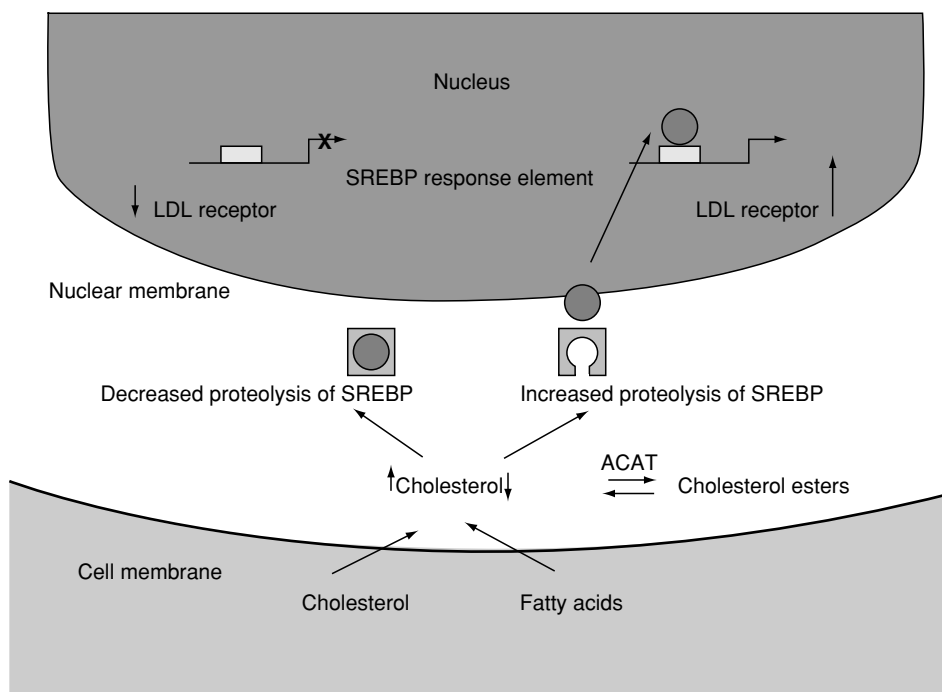 Nucleus
X
SREBP response element
LDL receptor
LDL receptor
Nuclear membrane
Decreased proteolysis of SREBP
Increased proteolysis of SREBP
ACAT
Cholesterol
Cholesterol esters
Cell membrane
Cholesterol
Fatty acids